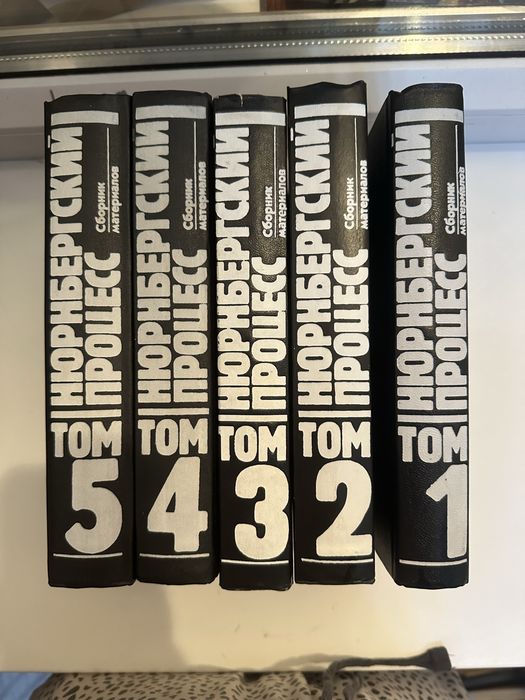 НЮРНБЕРГСКИЙ
ПРОЦЕСС
Сборник
материалов
ТОМ
5
НЮРНБЕРГСКИЙ
ПРОЦЕСС
Сборник
материалов
ТОМ
4
НЮРНБЕРГСКИЙ
ПРОЦЕСС
Сборник
материалов
ТОМ
3
НЮРНБЕРГСКИЙ
ПРОЦЕСС
Сборник
материалов
ТОМ
2
НЮРНБЕРГСКИЙ
ПРОЦЕСС
Сборник
материалов
ТОМ
1